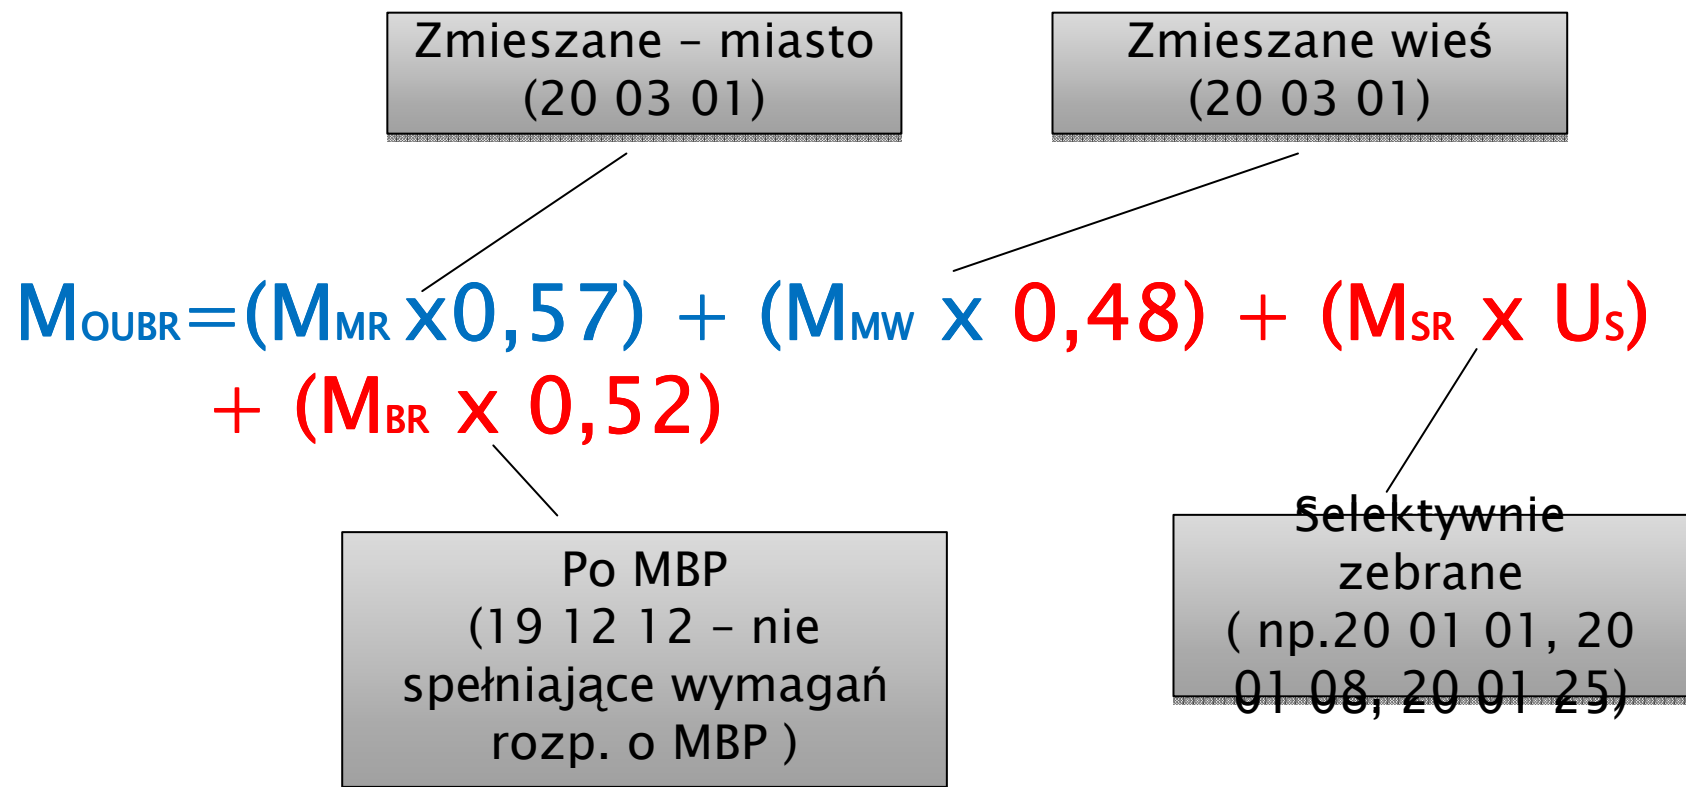 Zmieszane – miasto
(20 03 01)
Zmieszane wieś
(20 03 01)
MOUBR=(MMR x0,57) + (MMW x 0,48) + (MSR x US)
+ (MBR x 0,52)
Po MBP
(19 12 12 – nie
spełniające wymagań
rozp. o MBP )
Selektywnie
zebrane
( np.20 01 01, 20
01 08, 20 01 25)